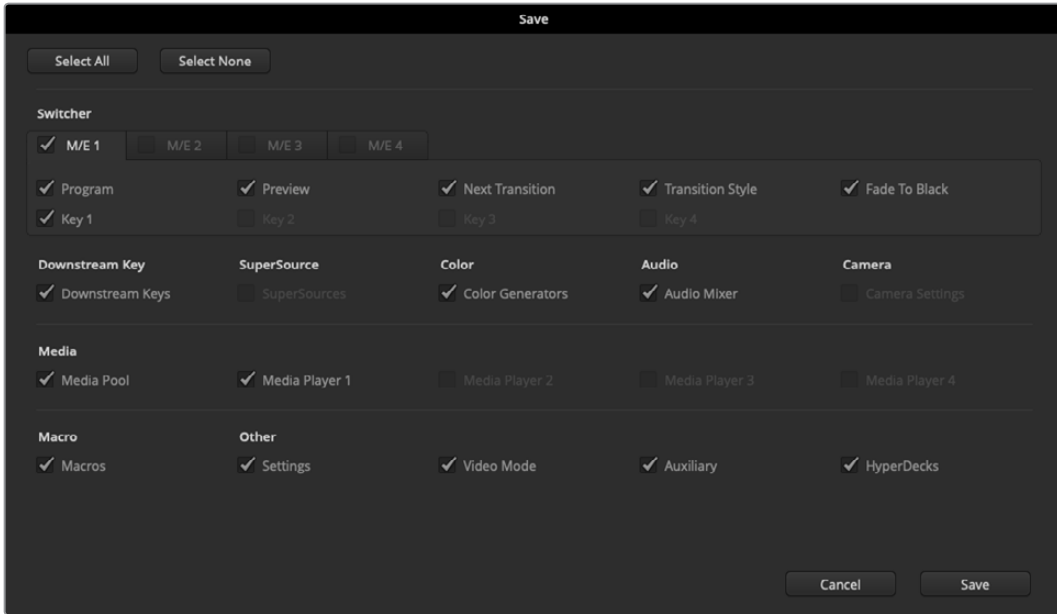 Save
Select All Select None
Switcher
M/E 1 M/E 2 M/E 3 M/E 4
Program Preview Next Transition Transition Style Fade To Black
Key 1 Key 2 Key 3 Key 4
Downstream Key SuperSource Color Audio Camera
Downstream Keys SuperSources Color Generators Audio Mixer Camera Settings
Media
Media Pool Media Player 1 Media Player 2 Media Player 3 Media Player 4
Macro Other
Macros Settings Video Mode Auxiliary HyperDecks
Cancel Save